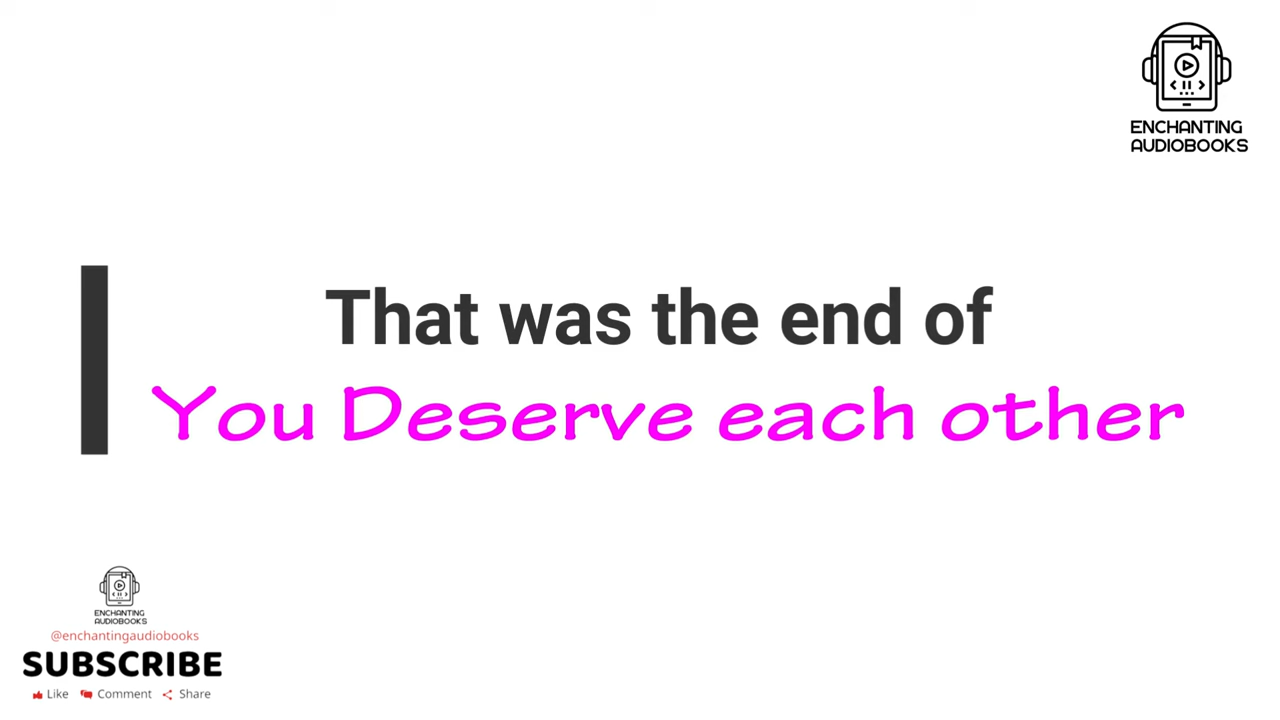 ENCHANTING
AUDIOBOOKS
That was the end of
You Deserve each other
ENCHANTING
AUDIOBOOKS
@enchantingaudiobooks
SUBSCRIBE
Like Comment Share